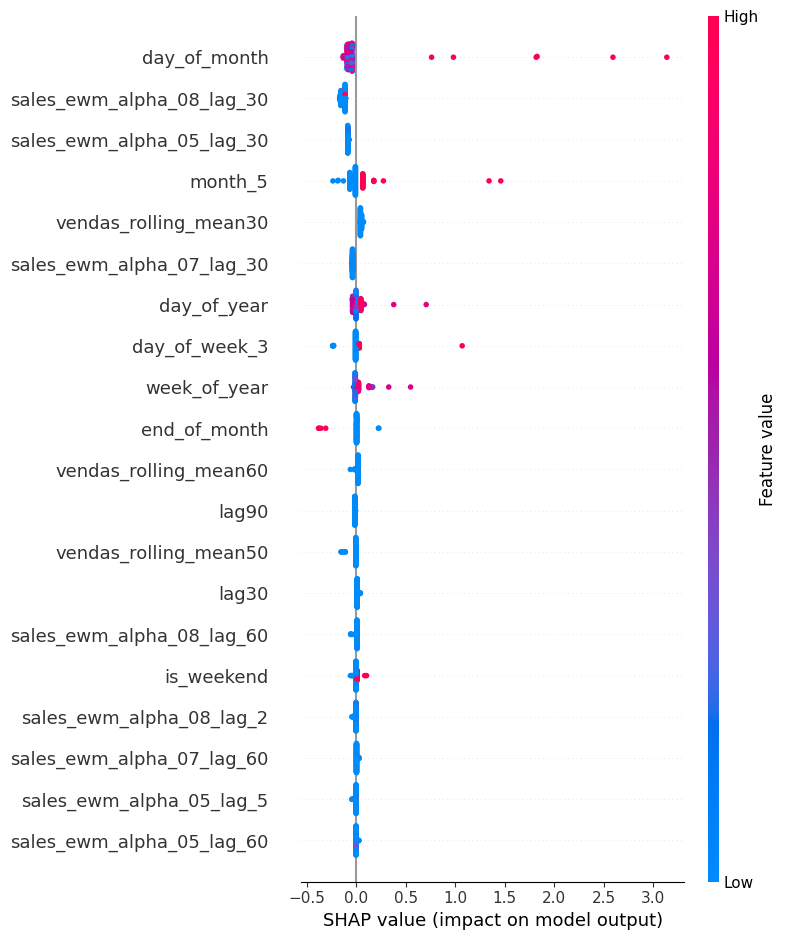 High
day_of_month
sales_ewm_alpha_08_lag_30
sales_ewm_alpha_05_lag_30
month_5
vendas_rolling_mean30
sales_ewm_alpha_07_lag_30
day_of_year
day_of_week_3
week_of_year
end_of_month
vendas_rolling_mean60
lag90
vendas_rolling_mean50
lag30
sales_ewm_alpha_08_lag_60
is_weekend
sales_ewm_alpha_08_lag_2
sales_ewm_alpha_07_lag_60
sales_ewm_alpha_05_lag_5
sales_ewm_alpha_05_lag_60
Feature value
Low
−0.5 0.0 0.5 1.0 1.5 2.0 2.5 3.0
SHAP value (impact on model output)